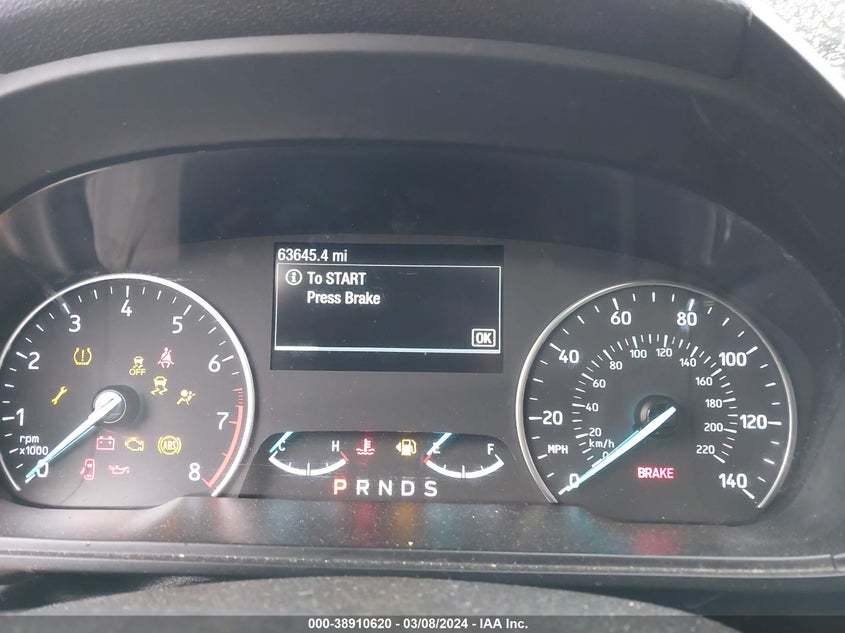 63645.4 mi
To START
Press Brake
OK
0 1 2 3 4 5 6 7 8
rpm
x1000
OFF
ABS
C H
E F
P R N D S
0 20 40 60 80 100 120 140
MPH
0 20 40 60 80 100 120 140 160 180 200 220
km/h
BRAKE
000-38910620 - 03/08/2024 - IAA Inc.